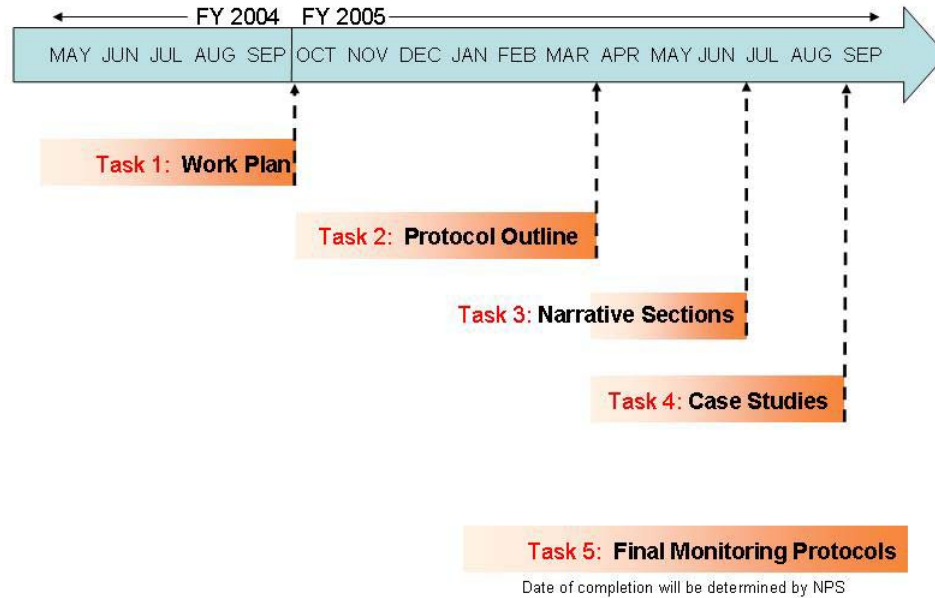 FY 2004 FY 2005
MAY JUN JUL AUG SEP OCT NOV DEC JAN FEB MAR APR MAY JUN JUL AUG SEP
Task 1: Work Plan
Task 2: Protocol Outline
Task 3: Narrative Sections
Task 4: Case Studies
Task 5: Final Monitoring Protocols
Date of completion will be determined by NPS